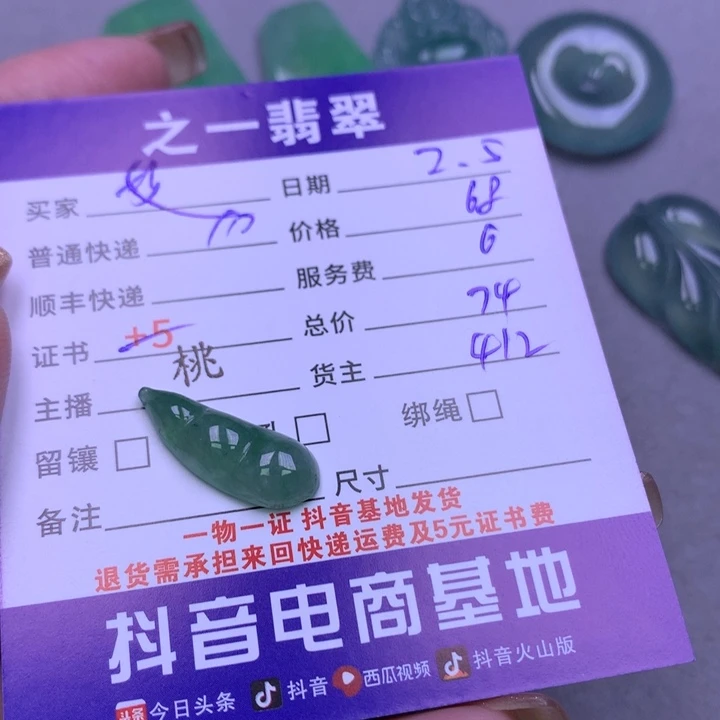 之一翡翠
买家 日期 2.5
普通快递 价格 68
顺丰快递 服务费 6
证书 +5 总价 74
主播 桃 货主 412
留镶 绑绳
备注 尺寸
一物一证 抖音基地发货
退货需承担来回快递运费及5元证书费
抖音电商基地
头条 今日头条 抖音 西瓜视频 抖音火山版